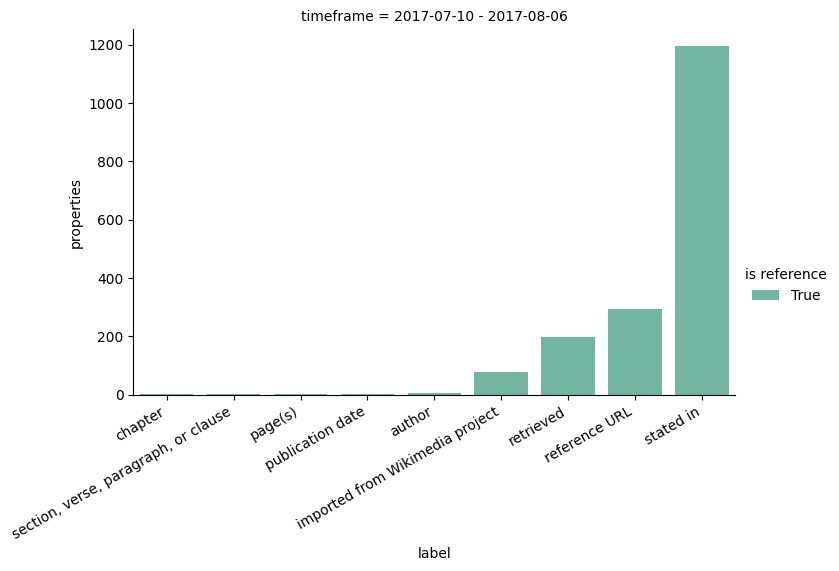 timeframe = 2017-07-10 - 2017-08-06
1200
1000
800
600
400
200
0
properties
is reference
True
chapter
section, verse, paragraph, or clause
page(s)
publication date
author
imported from Wikimedia project
retrieved
reference URL
stated in
label